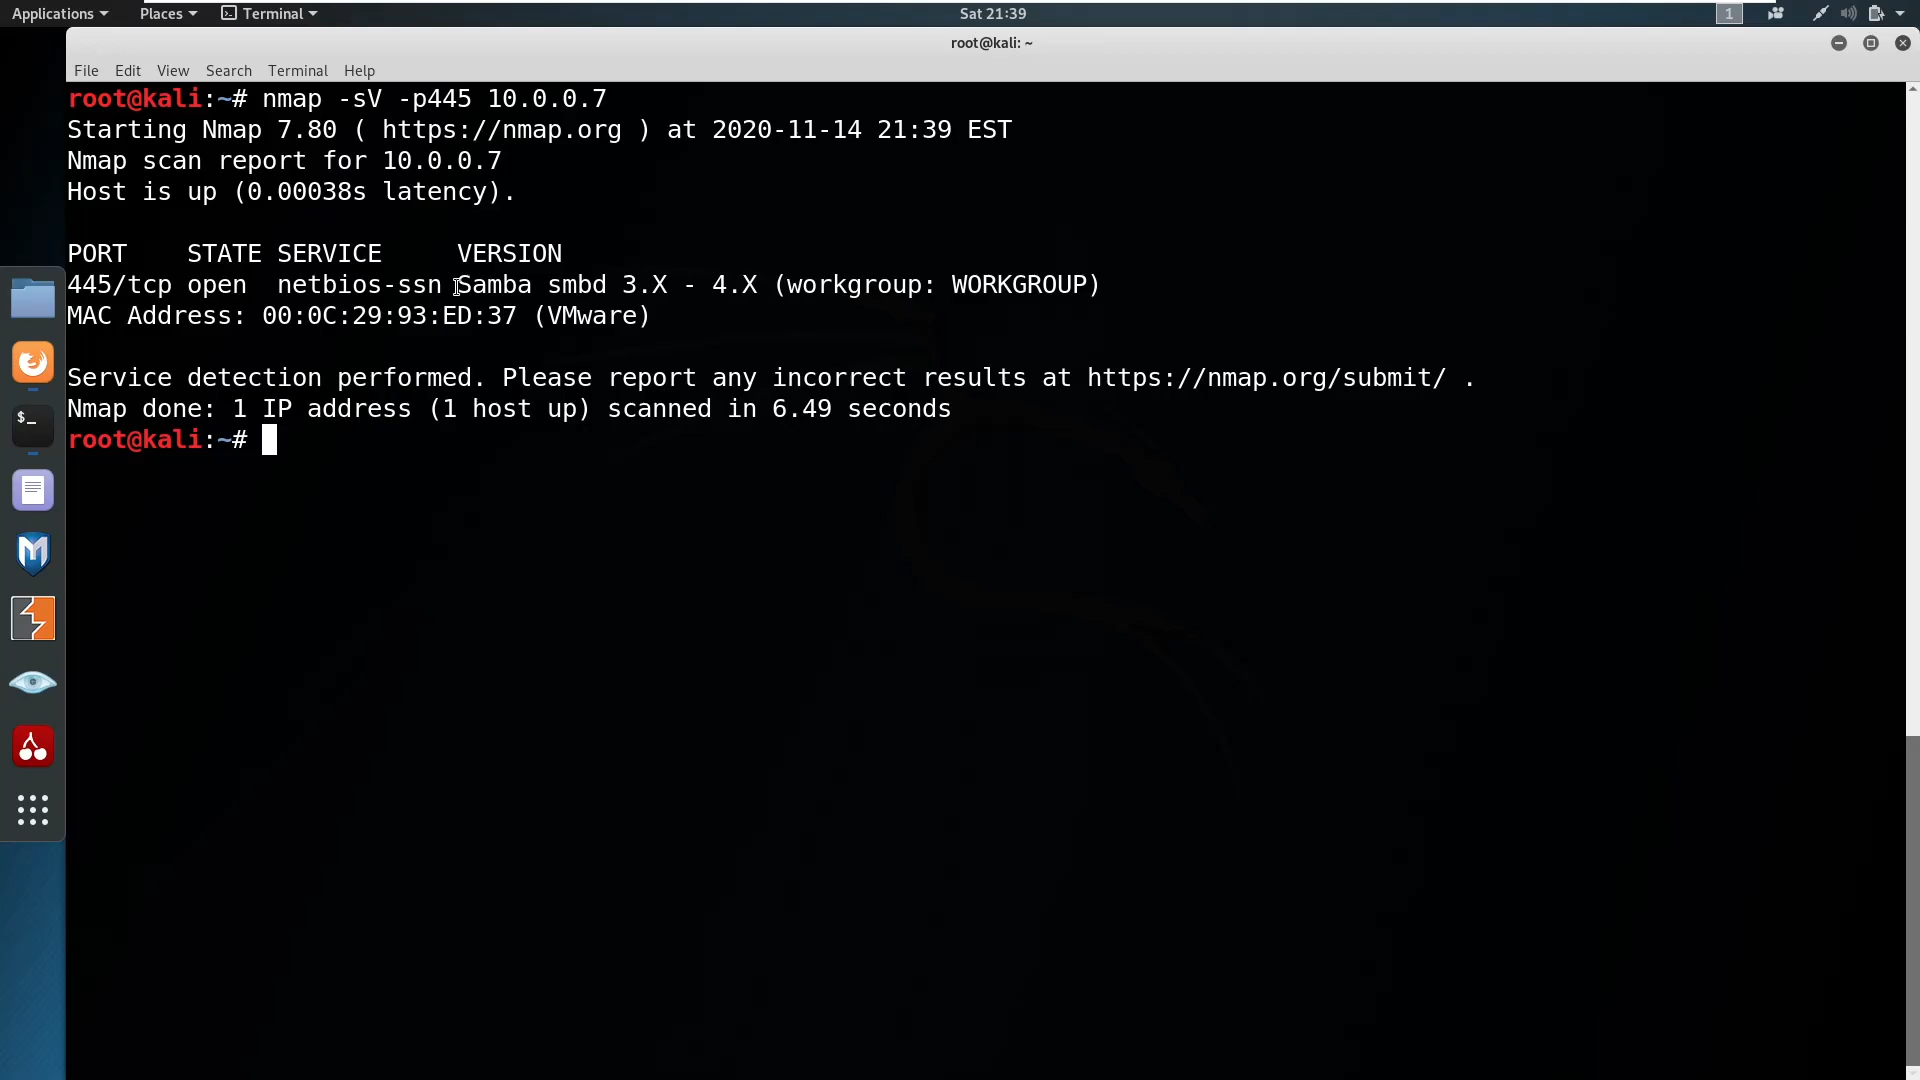 Applications Places Terminal Sat 21:39 1
root@kali: ~
File Edit View Search Terminal Help
root@kali:~# nmap -sV -p445 10.0.0.7
Starting Nmap 7.80 ( https://nmap.org ) at 2020-11-14 21:39 EST
Nmap scan report for 10.0.0.7
Host is up (0.00038s latency).
PORT STATE SERVICE VERSION
445/tcp open netbios-ssn Samba smbd 3.X - 4.X (workgroup: WORKGROUP)
MAC Address: 00:0C:29:93:ED:37 (VMware)
Service detection performed. Please report any incorrect results at https://nmap.org/submit/ .
Nmap done: 1 IP address (1 host up) scanned in 6.49 seconds
root@kali:~#